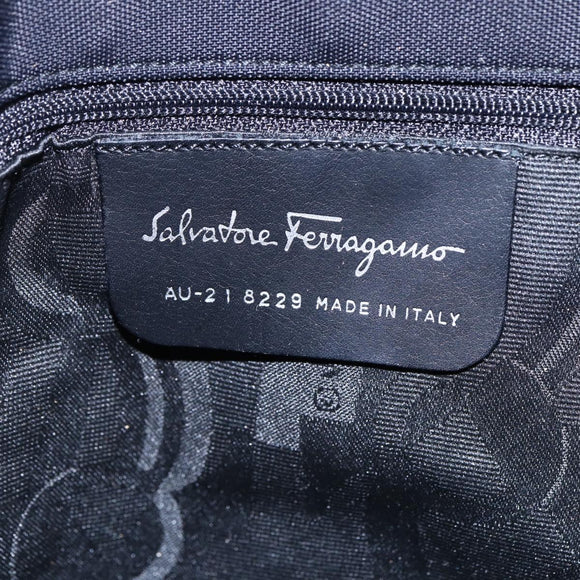 Salvatore Ferragamo
AU-21 8229 MADE IN ITALY